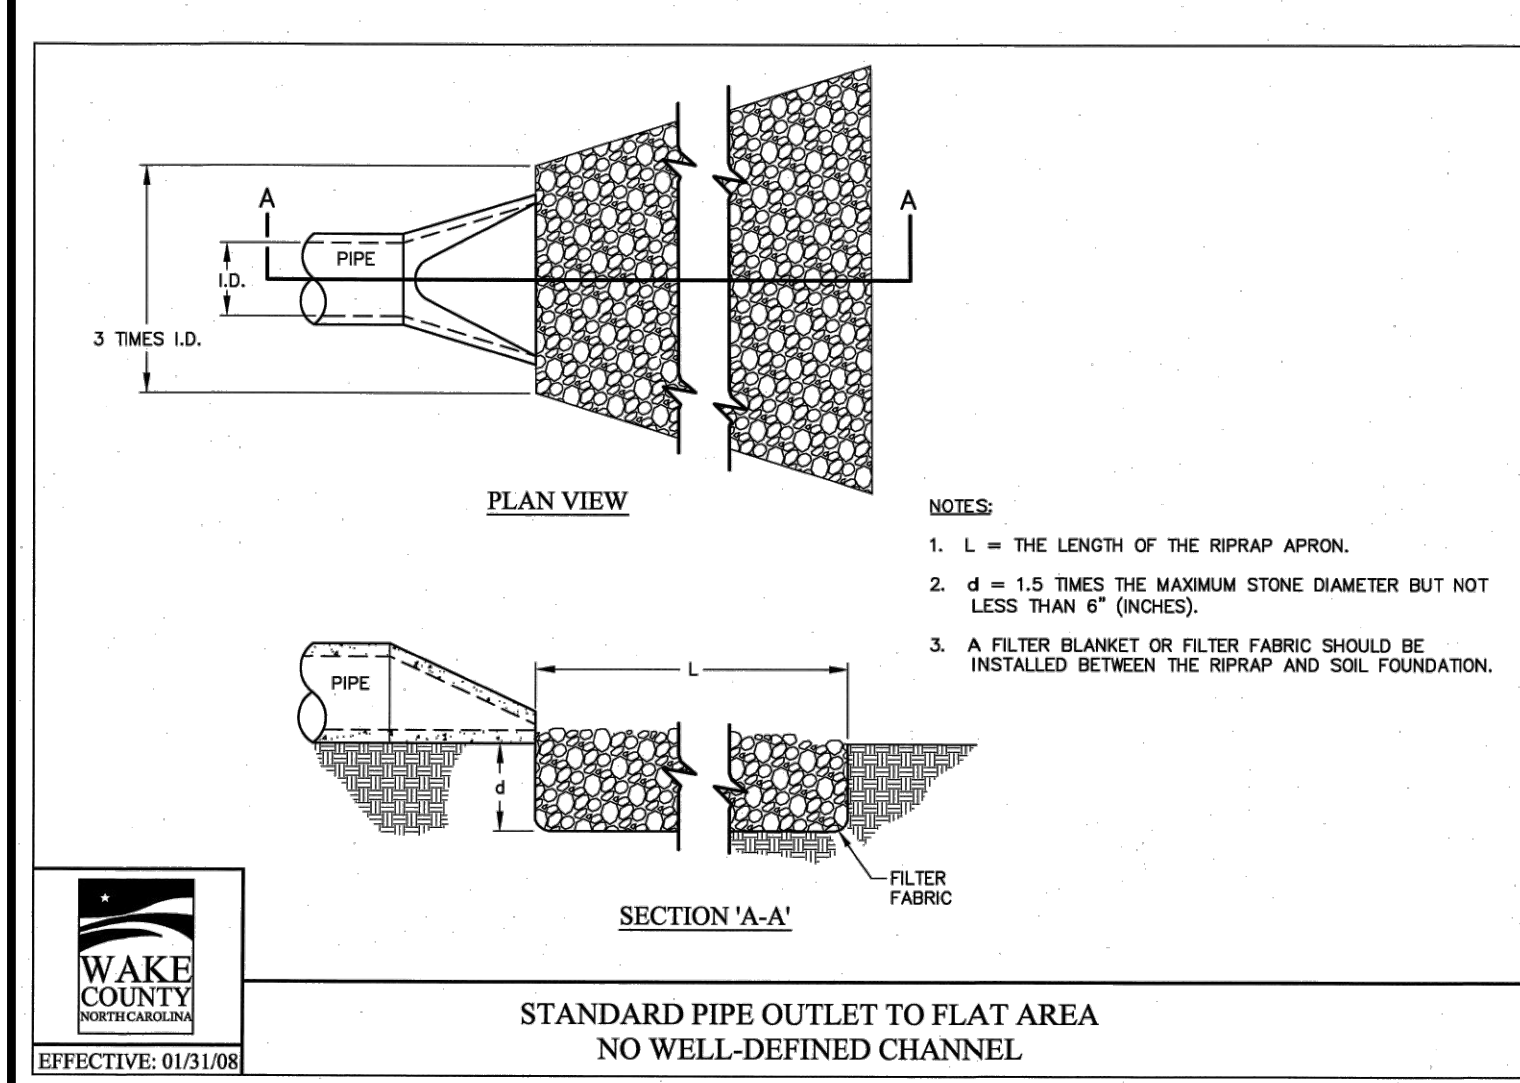 A
A
PIPE
I.D.
3 TIMES I.D.
PLAN VIEW
NOTES:
1. L = THE LENGTH OF THE RIPRAP APRON.
2. d = 1.5 TIMES THE MAXIMUM STONE DIAMETER BUT NOT
LESS THAN 6" (INCHES).
3. A FILTER BLANKET OR FILTER FABRIC SHOULD BE
INSTALLED BETWEEN THE RIPRAP AND SOIL FOUNDATION.
L
PIPE
d
FILTER
FABRIC
SECTION 'A-A'
WAKE
COUNTY
NORTH CAROLINA
EFFECTIVE: 01/31/08
STANDARD PIPE OUTLET TO FLAT AREA
NO WELL-DEFINED CHANNEL